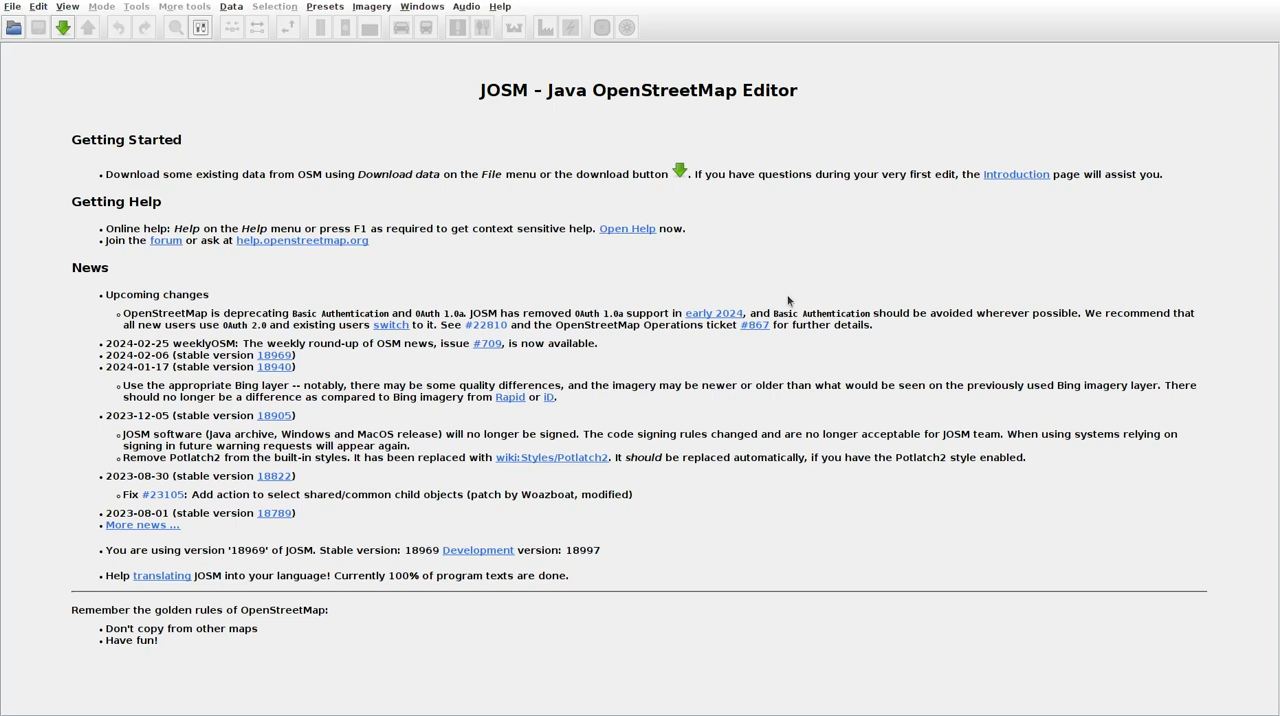 File Edit View Mode Tools More tools Data Selection Presets Imagery Windows Audio Help
JOSM – Java OpenStreetMap Editor
Getting Started
• Download some existing data from OSM using Download data on the File menu or the download button . If you have questions during your very first edit, the Introduction page will assist you.
Getting Help
• Online help: Help on the Help menu or press F1 as required to get context sensitive help. Open Help now.
• Join the forum or ask at help.openstreetmap.org
News
• Upcoming changes
◦ OpenStreetMap is deprecating Basic Authentication and OAuth 1.0a. JOSM has removed OAuth 1.0a support in early 2024, and Basic Authentication should be avoided wherever possible. We recommend that
all new users use OAuth 2.0 and existing users switch to it. See #22810 and the OpenStreetMap Operations ticket #867 for further details.
• 2024-02-25 weeklyOSM: The weekly round-up of OSM news, issue #709, is now available.
• 2024-02-06 (stable version 18969)
• 2024-01-17 (stable version 18940)
◦ Use the appropriate Bing layer -- notably, there may be some quality differences, and the imagery may be newer or older than what would be seen on the previously used Bing imagery layer. There
should no longer be a difference as compared to Bing imagery from Rapid or iD.
• 2023-12-05 (stable version 18905)
◦ JOSM software (Java archive, Windows and MacOS release) will no longer be signed. The code signing rules changed and are no longer acceptable for JOSM team. When using systems relying on
signing in future warning requests will appear again.
◦ Remove Potlatch2 from the built-in styles. It has been replaced with wiki:Styles/Potlatch2. It should be replaced automatically, if you have the Potlatch2 style enabled.
• 2023-08-30 (stable version 18822)
◦ Fix #23105: Add action to select shared/common child objects (patch by Woazboat, modified)
• 2023-08-01 (stable version 18789)
• More news ...
• You are using version '18969' of JOSM. Stable version: 18969 Development version: 18997
• Help translating JOSM into your language! Currently 100% of program texts are done.
Remember the golden rules of OpenStreetMap:
• Don't copy from other maps
• Have fun!